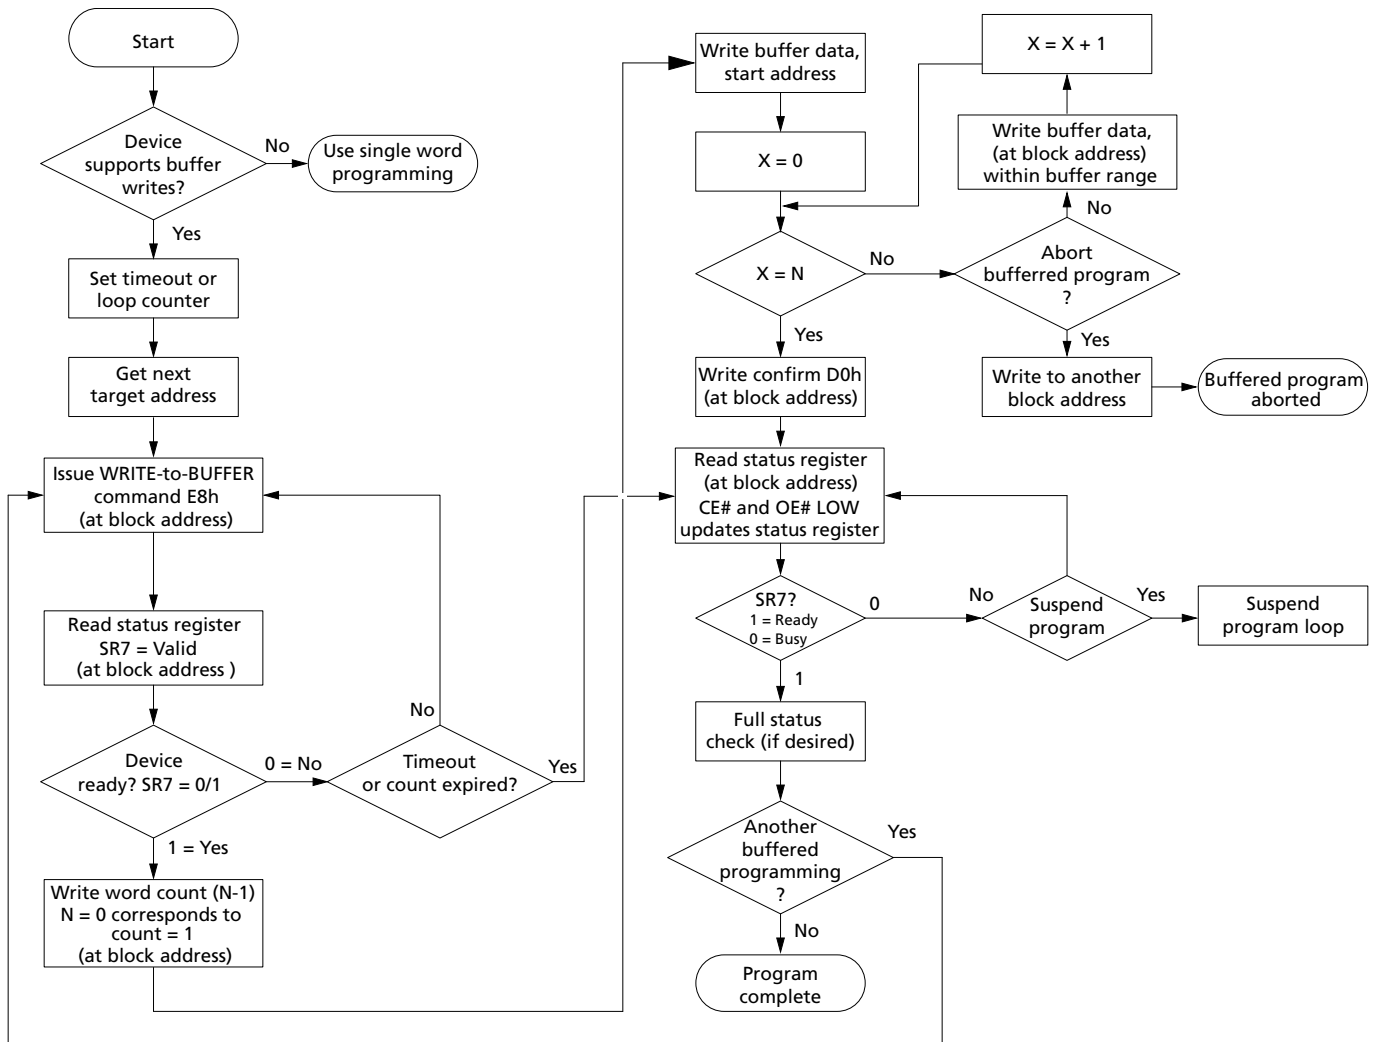 Start
Device
supports buffer
writes?
No
Use single word
programming
Yes
Set timeout or
loop counter
Get next
target address
Issue WRITE-to-BUFFER
command E8h
(at block address)
Read status register
SR7 = Valid
(at block address )
Device
ready? SR7 = 0/1
0 = No
No
Timeout
or count expired?
Yes
1 = Yes
Write word count (N-1)
N = 0 corresponds to
count = 1
(at block address)
Write buffer data,
start address
X = 0
X = X + 1
Write buffer data,
(at block address)
within buffer range
No
X = N
No
Abort
bufferred program
?
Yes
Yes
Write confirm D0h
(at block address)
Write to another
block address
Buffered program
aborted
Read status register
(at block address)
CE# and OE# LOW
updates status register
SR7?
1 = Ready
0 = Busy
0
No
Suspend
program
Yes
Suspend
program loop
1
Full status
check (if desired)
Another
buffered
programming
?
Yes
No
Program
complete